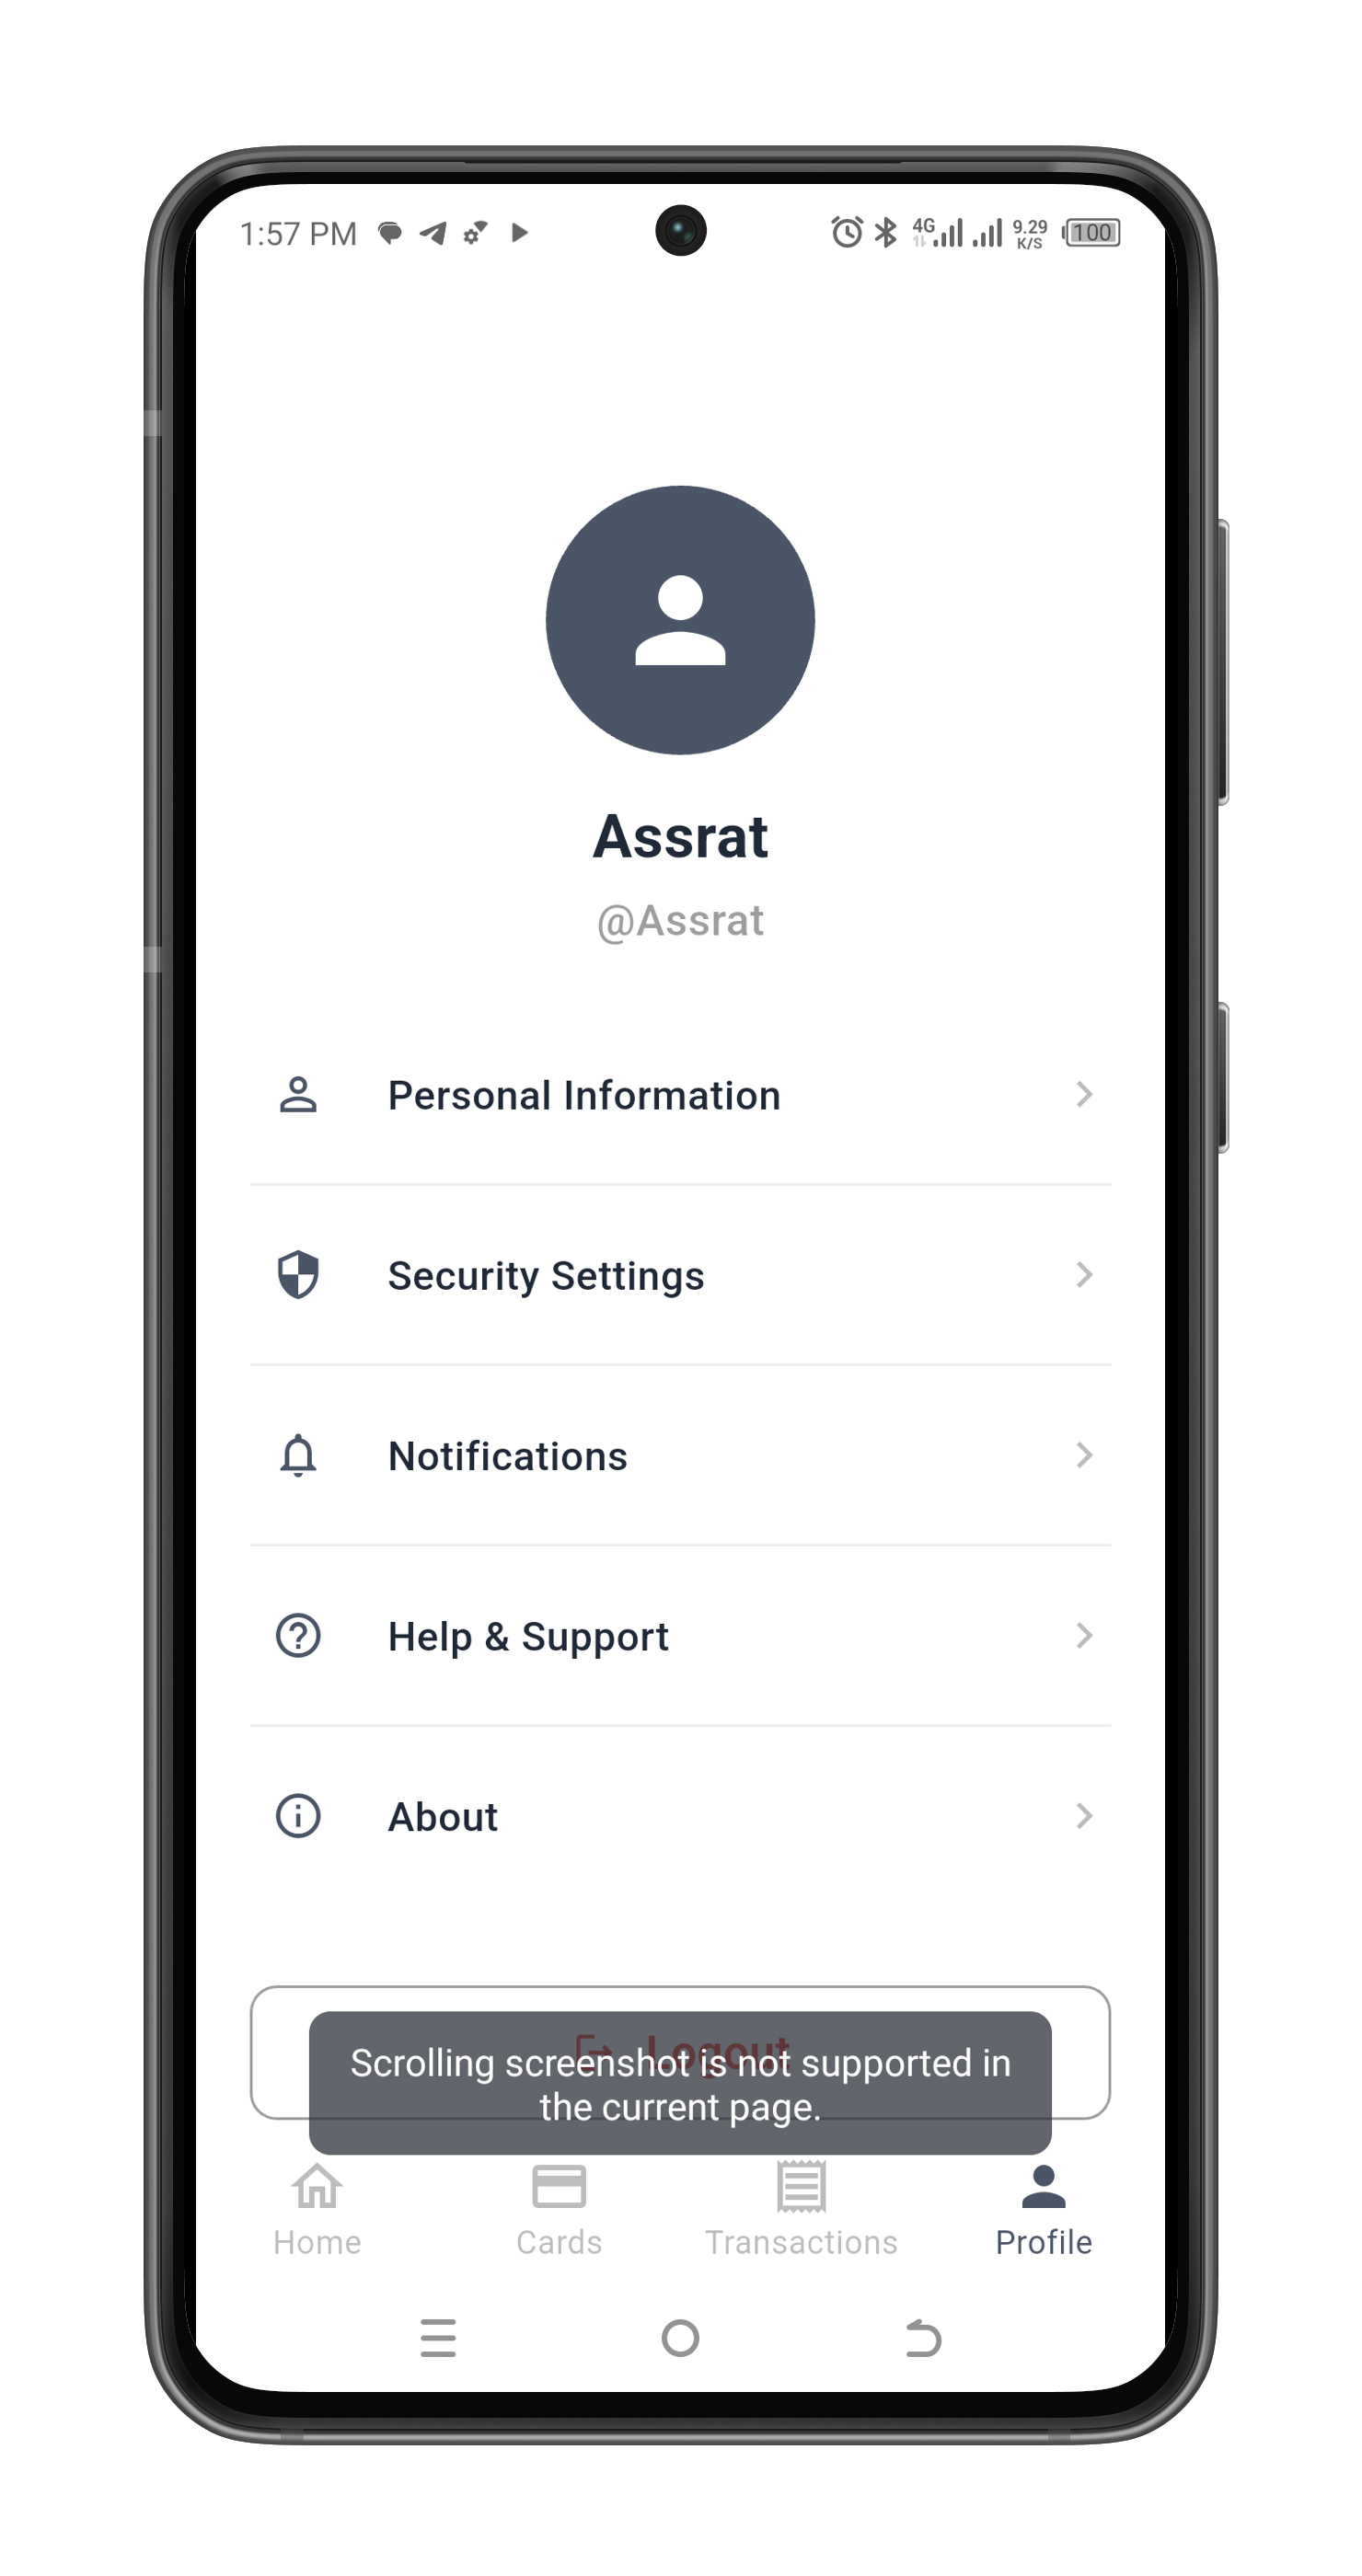 1:57 PM 4G 9.29 K/S 100
Assrat
@Assrat
Personal Information
Security Settings
Notifications
Help & Support
About
Logout
Scrolling screenshot is not supported in
the current page.
Home Cards Transactions Profile